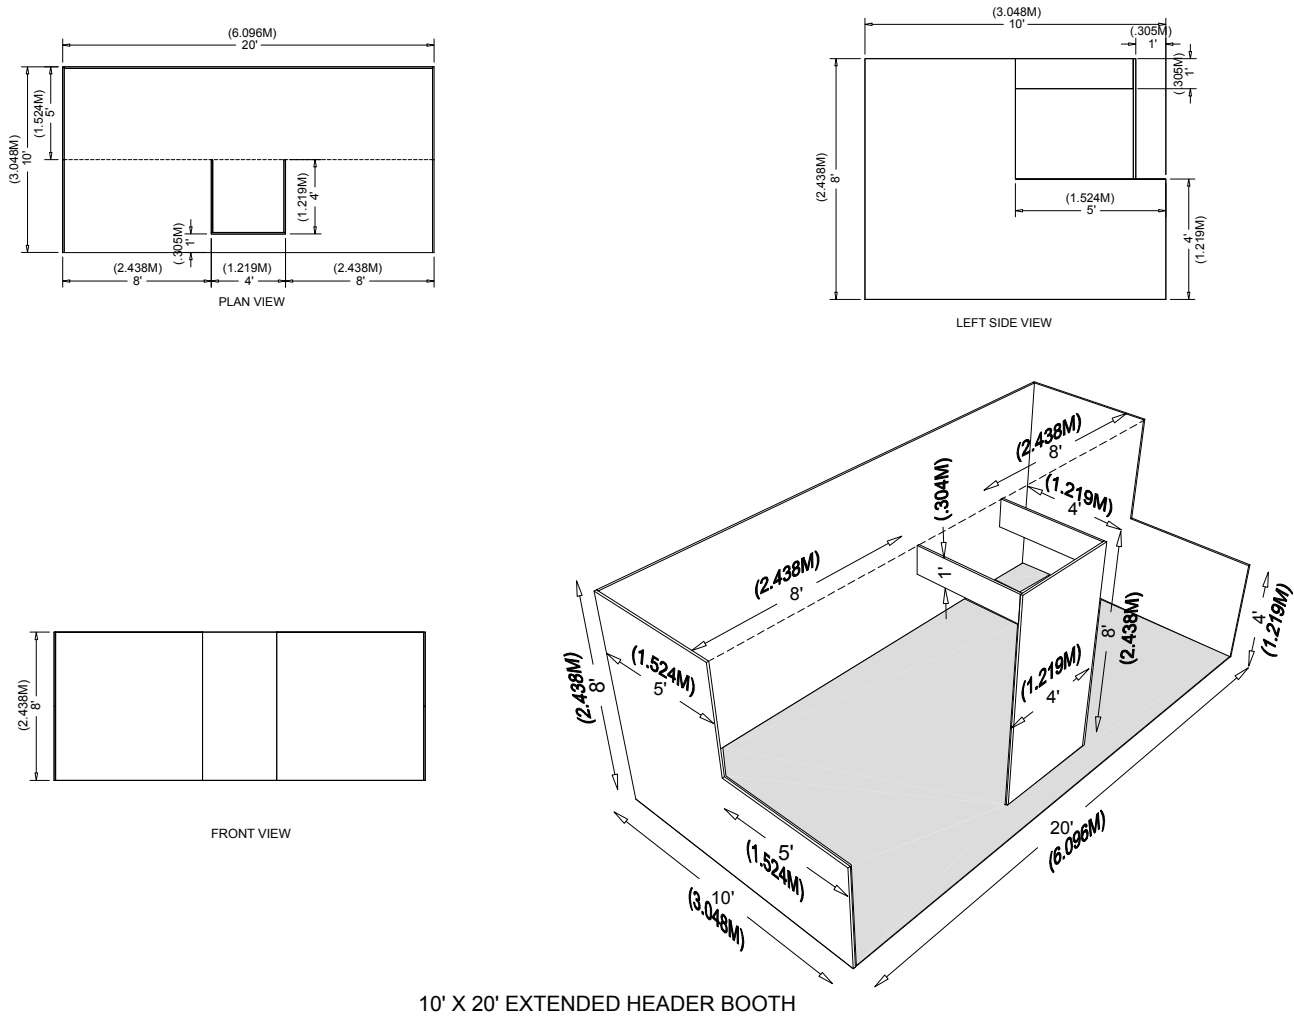 (6.096M)
20'
(3.048M)
10'
(1.524M)
5'
(1.219M)
4'
(.305M)
1'
(2.438M)
8'
(1.219M)
4'
(2.438M)
8'
PLAN VIEW
(3.048M)
10'
(.305M)
1'
(.305M)
1'
(2.438M)
8'
(1.524M)
5'
4'
(1.219M)
LEFT SIDE VIEW
(2.438M)
8'
FRONT VIEW
(2.438M)
8'
(.304M)
1'
(1.219M)
4'
(2.438M)
8'
(1.524M)
5'
(2.438M)
8'
8'
(2.438M)
(1.219M)
4'
4'
(1.219M)
20'
(6.096M)
5'
(1.524M)
10'
(3.048M)
10' X 20' EXTENDED HEADER BOOTH